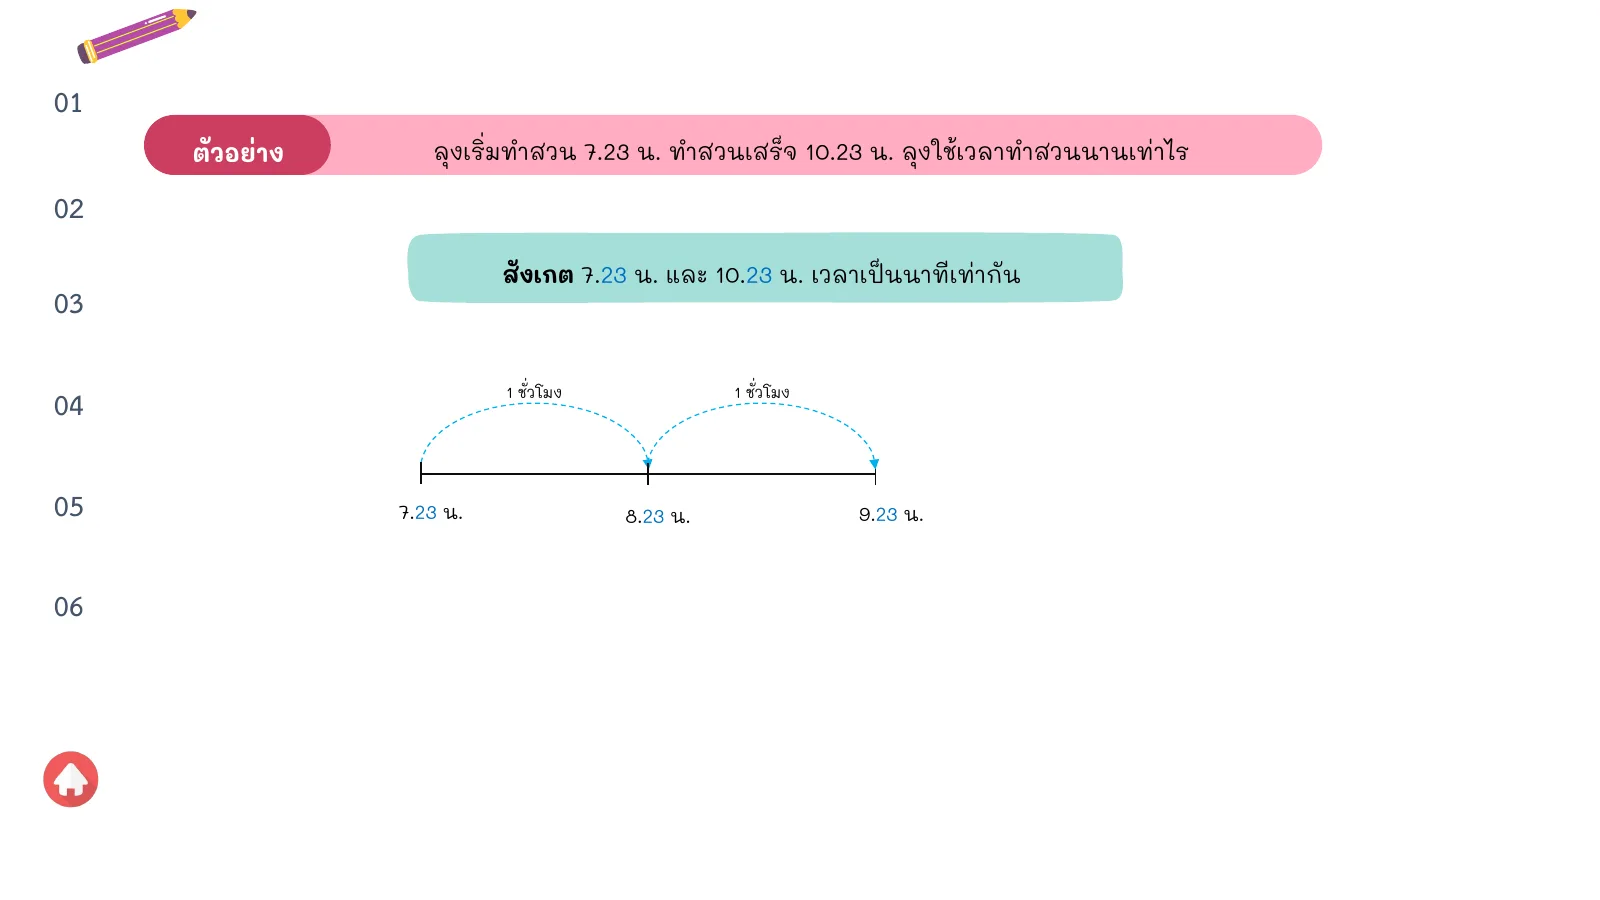 01
ตัวอย่าง ลุงเริ่มทำสวน 7.23 น. ทำสวนเสร็จ 10.23 น. ลุงใช้เวลาทำสวนนานเท่าไร
02
สังเกต 7.23 น. และ 10.23 น. เวลาเป็นนาทีเท่ากัน
03
1 ชั่วโมง 1 ชั่วโมง
04
7.23 น. 8.23 น. 9.23 น.
05
06